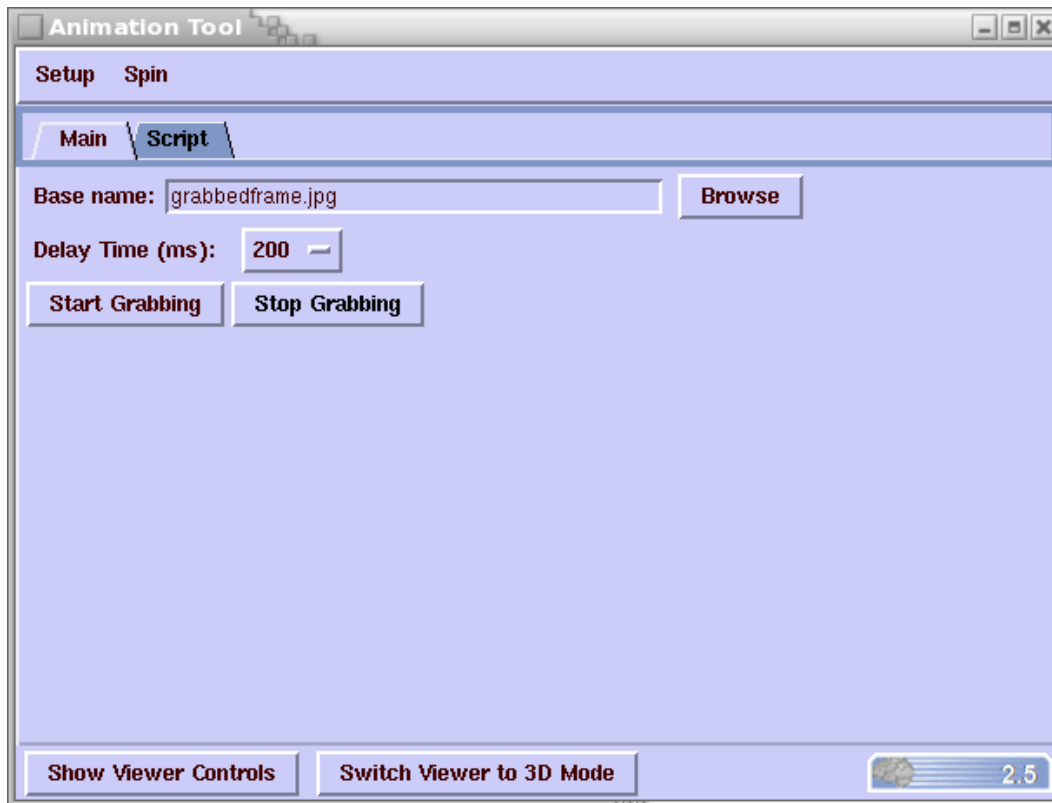 Animation Tool
Setup Spin
Main Script
Base name: grabbedframe.jpg Browse
Delay Time (ms): 200
Start Grabbing Stop Grabbing
Show Viewer Controls Switch Viewer to 3D Mode 2.5